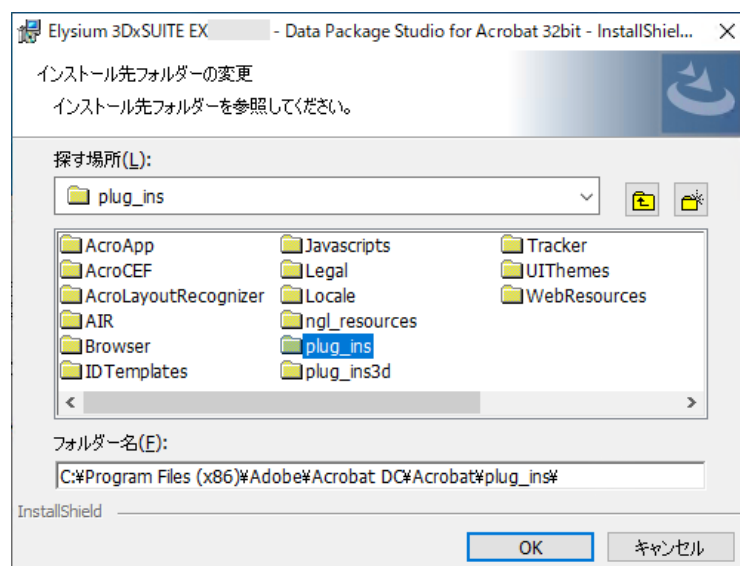 Elysium 3DxSUITE EX - Data Package Studio for Acrobat 32bit - InstallShiel...
インストール先フォルダーの変更
インストール先フォルダーを参照してください。
探す場所(L):
plug_ins
AcroApp
AcroCEF
AcroLayoutRecognizer
AIR
Browser
IDTemplates
Javascripts
Legal
Locale
ngl_resources
plug_ins
plug_ins3d
Tracker
UIThemes
WebResources
フォルダー名(F):
C:¥Program Files (x86)¥Adobe¥Acrobat DC¥Acrobat¥plug_ins¥
InstallShield
OK
キャンセル